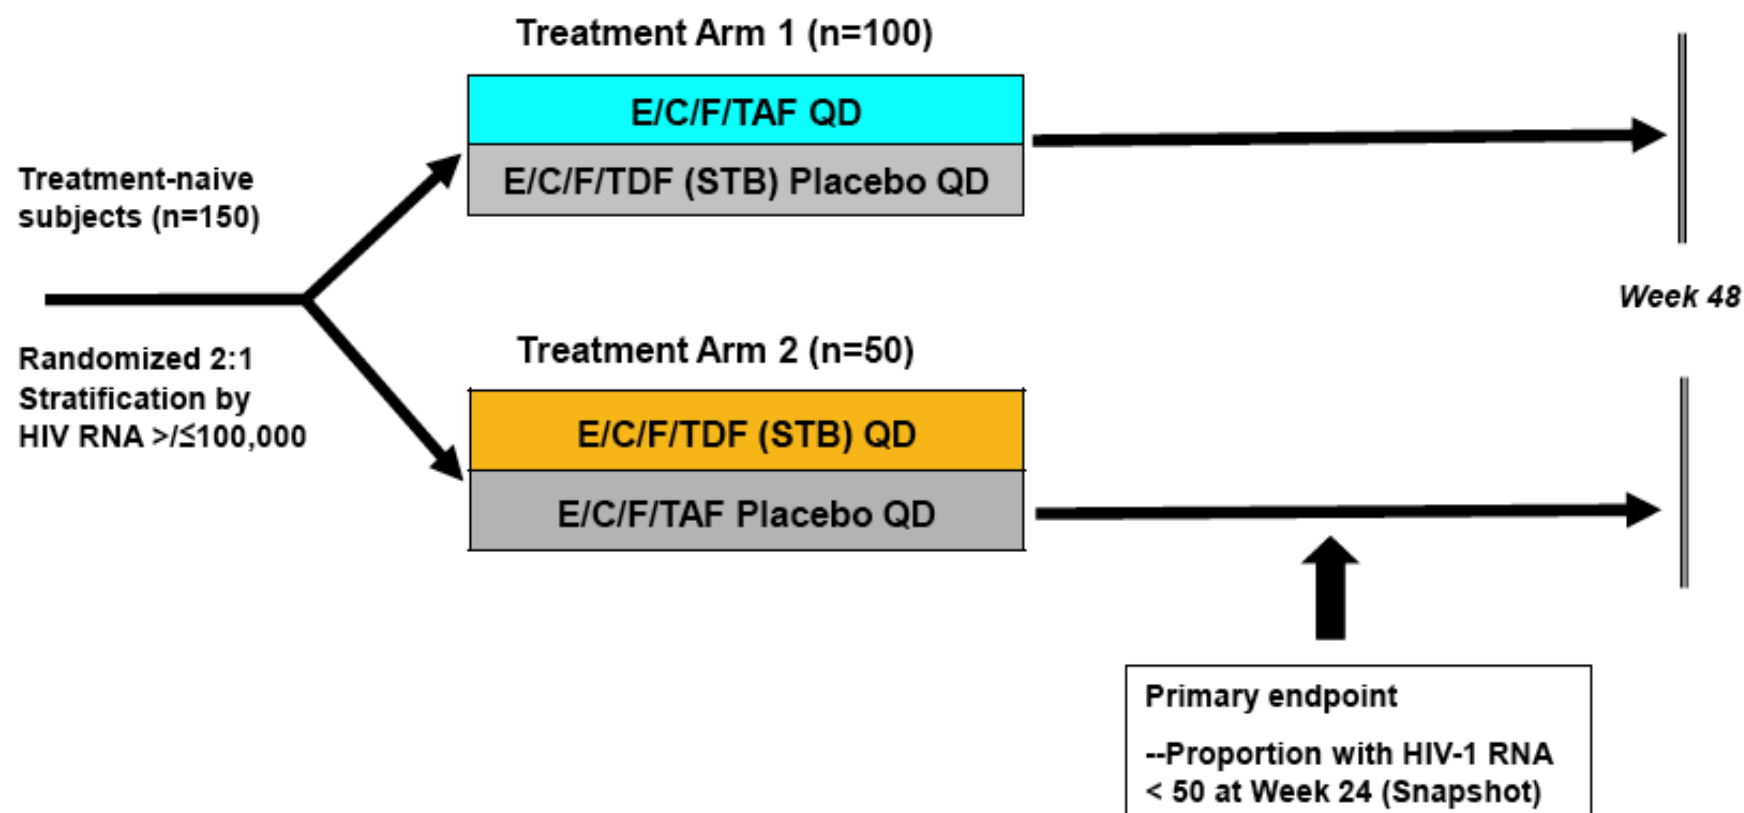 Treatment Arm 1 (n=100)
E/C/F/TAF QD
E/C/F/TDF (STB) Placebo QD
Treatment-naive
subjects (n=150)
Randomized 2:1
Stratification by
HIV RNA >/≤100,000
Week 48
Treatment Arm 2 (n=50)
E/C/F/TDF (STB) QD
E/C/F/TAF Placebo QD
Primary endpoint
--Proportion with HIV-1 RNA
< 50 at Week 24 (Snapshot)